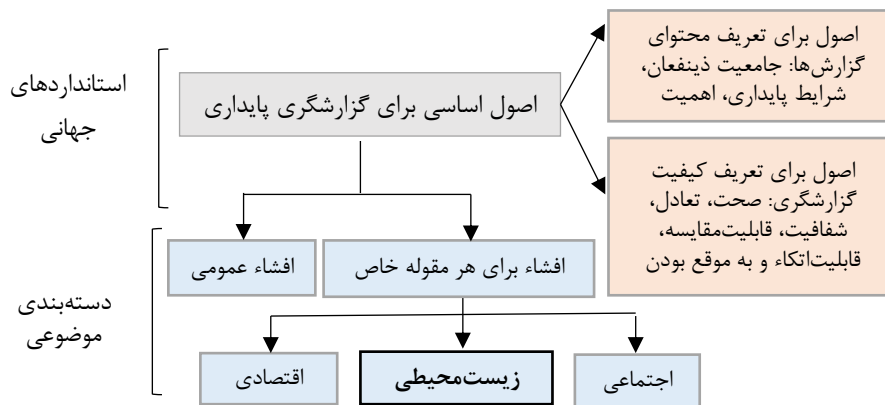 اصول برای تعریف محتوای
گزارش‌ها: جامعیت ذینفعان،
شرایط پایداری، اهمیت
استانداردهای
جهانی
اصول اساسی برای گزارشگری پایداری
اصول برای تعریف کیفیت
گزارشگری: صحت، تعادل،
شفافیت، قابلیت‌مقایسه،
قابلیت‌اتکاء و به موقع بودن
افشاء برای هر مقوله خاص
افشاء عمومی
دسته‌بندی
موضوعی
اجتماعی
زیست‌محیطی
اقتصادی